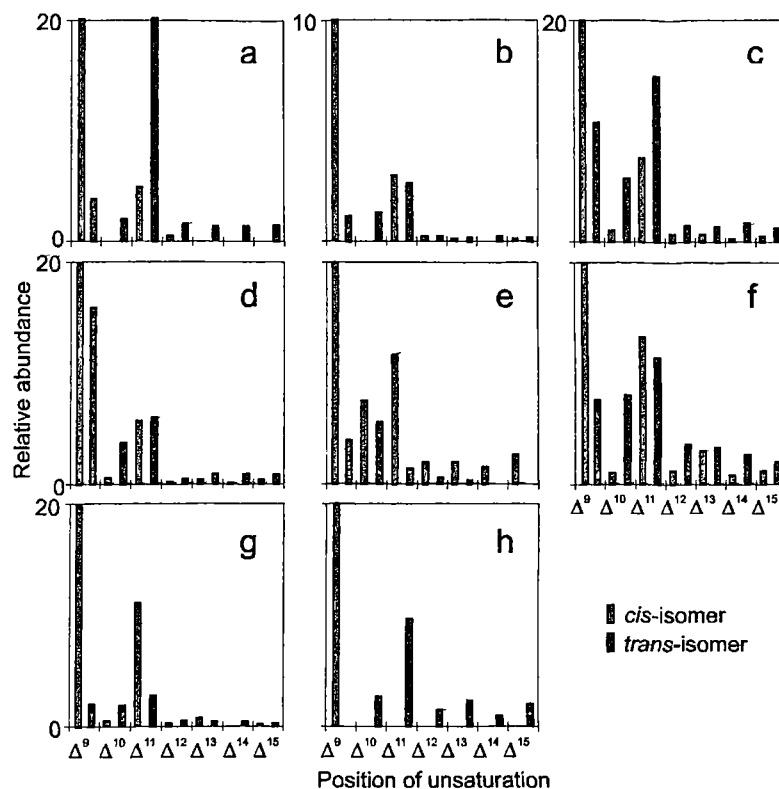 20 a 10 b 20 c
0
20 d e f
0
Relative abundance
Δ9 Δ10 Δ11 Δ12 Δ13 Δ14 Δ15
20 g h
0
cis-isomer
trans-isomer
Δ9 Δ10 Δ11 Δ12 Δ13 Δ14 Δ15 Δ9 Δ10 Δ11 Δ12 Δ13 Δ14 Δ15
Position of unsaturation